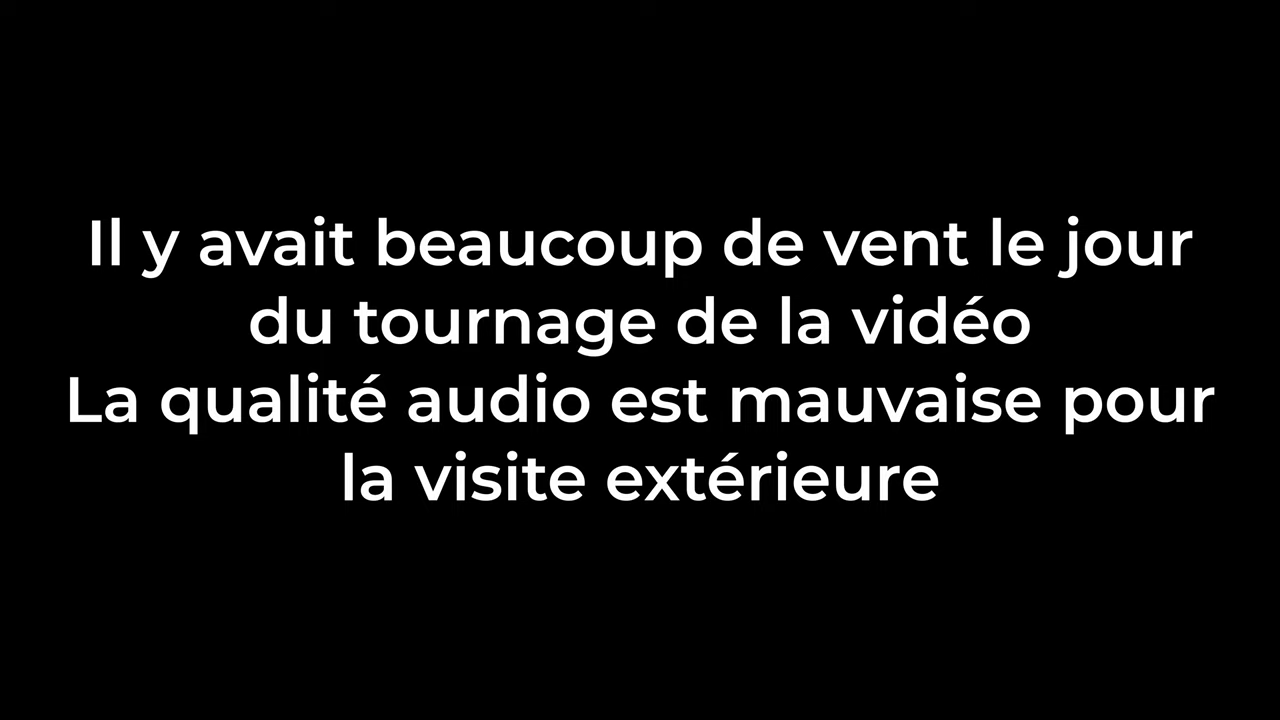 Il y avait beaucoup de vent le jour
du tournage de la vidéo
La qualité audio est mauvaise pour
la visite extérieure